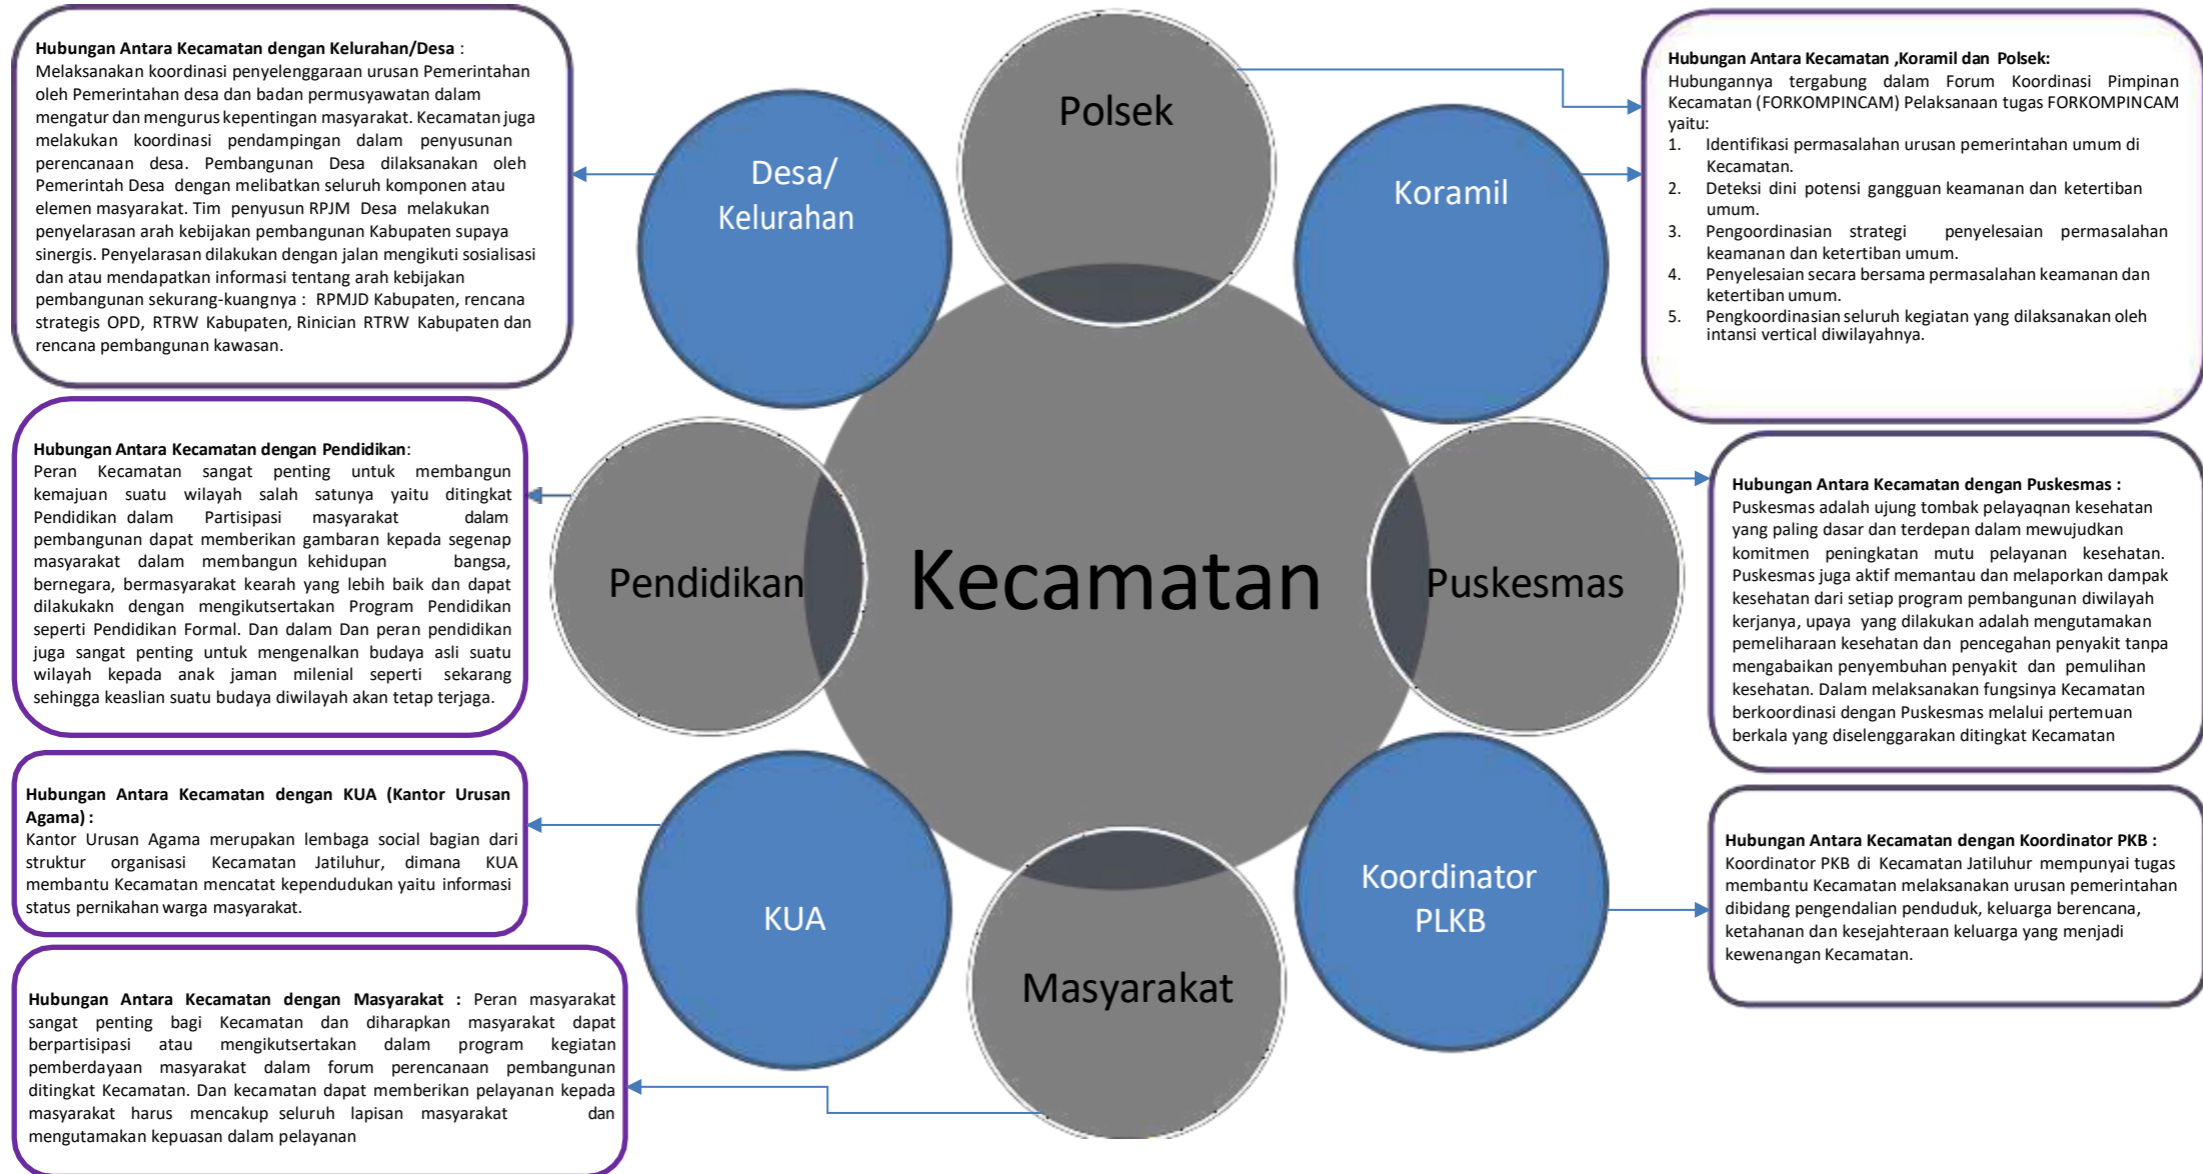 Hubungan Antara Kecamatan dengan Kelurahan/Desa :
Melaksanakan koordinasi penyelenggaraan urusan Pemerintahan
oleh Pemerintahan desa dan badan permusyawatan dalam
mengatur dan mengurus kepentingan masyarakat. Kecamatan juga
melakukan koordinasi pendampingan dalam penyusunan
perencanaan desa. Pembangunan Desa dilaksanakan oleh
Pemerintah Desa dengan melibatkan seluruh komponen atau
elemen masyarakat. Tim penyusun RPJM Desa melakukan
penyelarasan arah kebijakan pembangunan Kabupaten supaya
sinergis. Penyelarasan dilakukan dengan jalan mengikuti sosialisasi
dan atau mendapatkan informasi tentang arah kebijakan
pembangunan sekurang-kuangnya : RPMJD Kabupaten, rencana
strategis OPD, RTRW Kabupaten, Rinician RTRW Kabupaten dan
rencana pembangunan kawasan.
Hubungan Antara Kecamatan dengan Pendidikan:
Peran Kecamatan sangat penting untuk membangun
kemajuan suatu wilayah salah satunya yaitu ditingkat
Pendidikan dalam Partisipasi masyarakat dalam
pembangunan dapat memberikan gambaran kepada segenap
masyarakat dalam membangun kehidupan bangsa,
bernegara, bermasyarakat kearah yang lebih baik dan dapat
dilakukakn dengan mengikutsertakan Program Pendidikan
seperti Pendidikan Formal. Dan dalam Dan peran pendidikan
juga sangat penting untuk mengenalkan budaya asli suatu
wilayah kepada anak jaman milenial seperti sekarang
sehingga keaslian suatu budaya diwilayah akan tetap terjaga.
Hubungan Antara Kecamatan dengan KUA (Kantor Urusan
Agama) :
Kantor Urusan Agama merupakan lembaga social bagian dari
struktur organisasi Kecamatan Jatiluhur, dimana KUA
membantu Kecamatan mencatat kependudukan yaitu informasi
status pernikahan warga masyarakat.
Hubungan Antara Kecamatan dengan Masyarakat : Peran masyarakat
sangat penting bagi Kecamatan dan diharapkan masyarakat dapat
berpartisipasi atau mengikutsertakan dalam program kegiatan
pemberdayaan masyarakat dalam forum perencanaan pembangunan
ditingkat Kecamatan. Dan kecamatan dapat memberikan pelayanan kepada
masyarakat harus mencakup seluruh lapisan masyarakat dan
mengutamakan kepuasan dalam pelayanan
Polsek
Desa/
Kelurahan
Koramil
Pendidikan
Kecamatan
Puskesmas
KUA
Koordinator
PLKB
Masyarakat
Hubungan Antara Kecamatan ,Koramil dan Polsek:
Hubungannya tergabung dalam Forum Koordinasi Pimpinan
Kecamatan (FORKOMPINCAM) Pelaksanaan tugas FORKOMPINCAM
yaitu:
1. Identifikasi permasalahan urusan pemerintahan umum di
Kecamatan.
2. Deteksi dini potensi gangguan keamanan dan ketertiban
umum.
3. Pengoordinasian strategi penyelesaian permasalahan
keamanan dan ketertiban umum.
4. Penyelesaian secara bersama permasalahan keamanan dan
ketertiban umum.
5. Pengkoordinasian seluruh kegiatan yang dilaksanakan oleh
intansi vertical diwilayahnya.
Hubungan Antara Kecamatan dengan Puskesmas :
Puskesmas adalah ujung tombak pelayaqnan kesehatan
yang paling dasar dan terdepan dalam mewujudkan
komitmen peningkatan mutu pelayanan kesehatan.
Puskesmas juga aktif memantau dan melaporkan dampak
kesehatan dari setiap program pembangunan diwilayah
kerjanya, upaya yang dilakukan adalah mengutamakan
pemeliharaan kesehatan dan pencegahan penyakit tanpa
mengabaikan penyembuhan penyakit dan pemulihan
kesehatan. Dalam melaksanakan fungsinya Kecamatan
berkoordinasi dengan Puskesmas melalui pertemuan
berkala yang diselenggarakan ditingkat Kecamatan
Hubungan Antara Kecamatan dengan Koordinator PKB :
Koordinator PKB di Kecamatan Jatiluhur mempunyai tugas
membantu Kecamatan melaksanakan urusan pemerintahan
dibidang pengendalian penduduk, keluarga berencana,
ketahanan dan kesejahteraan keluarga yang menjadi
kewenangan Kecamatan.